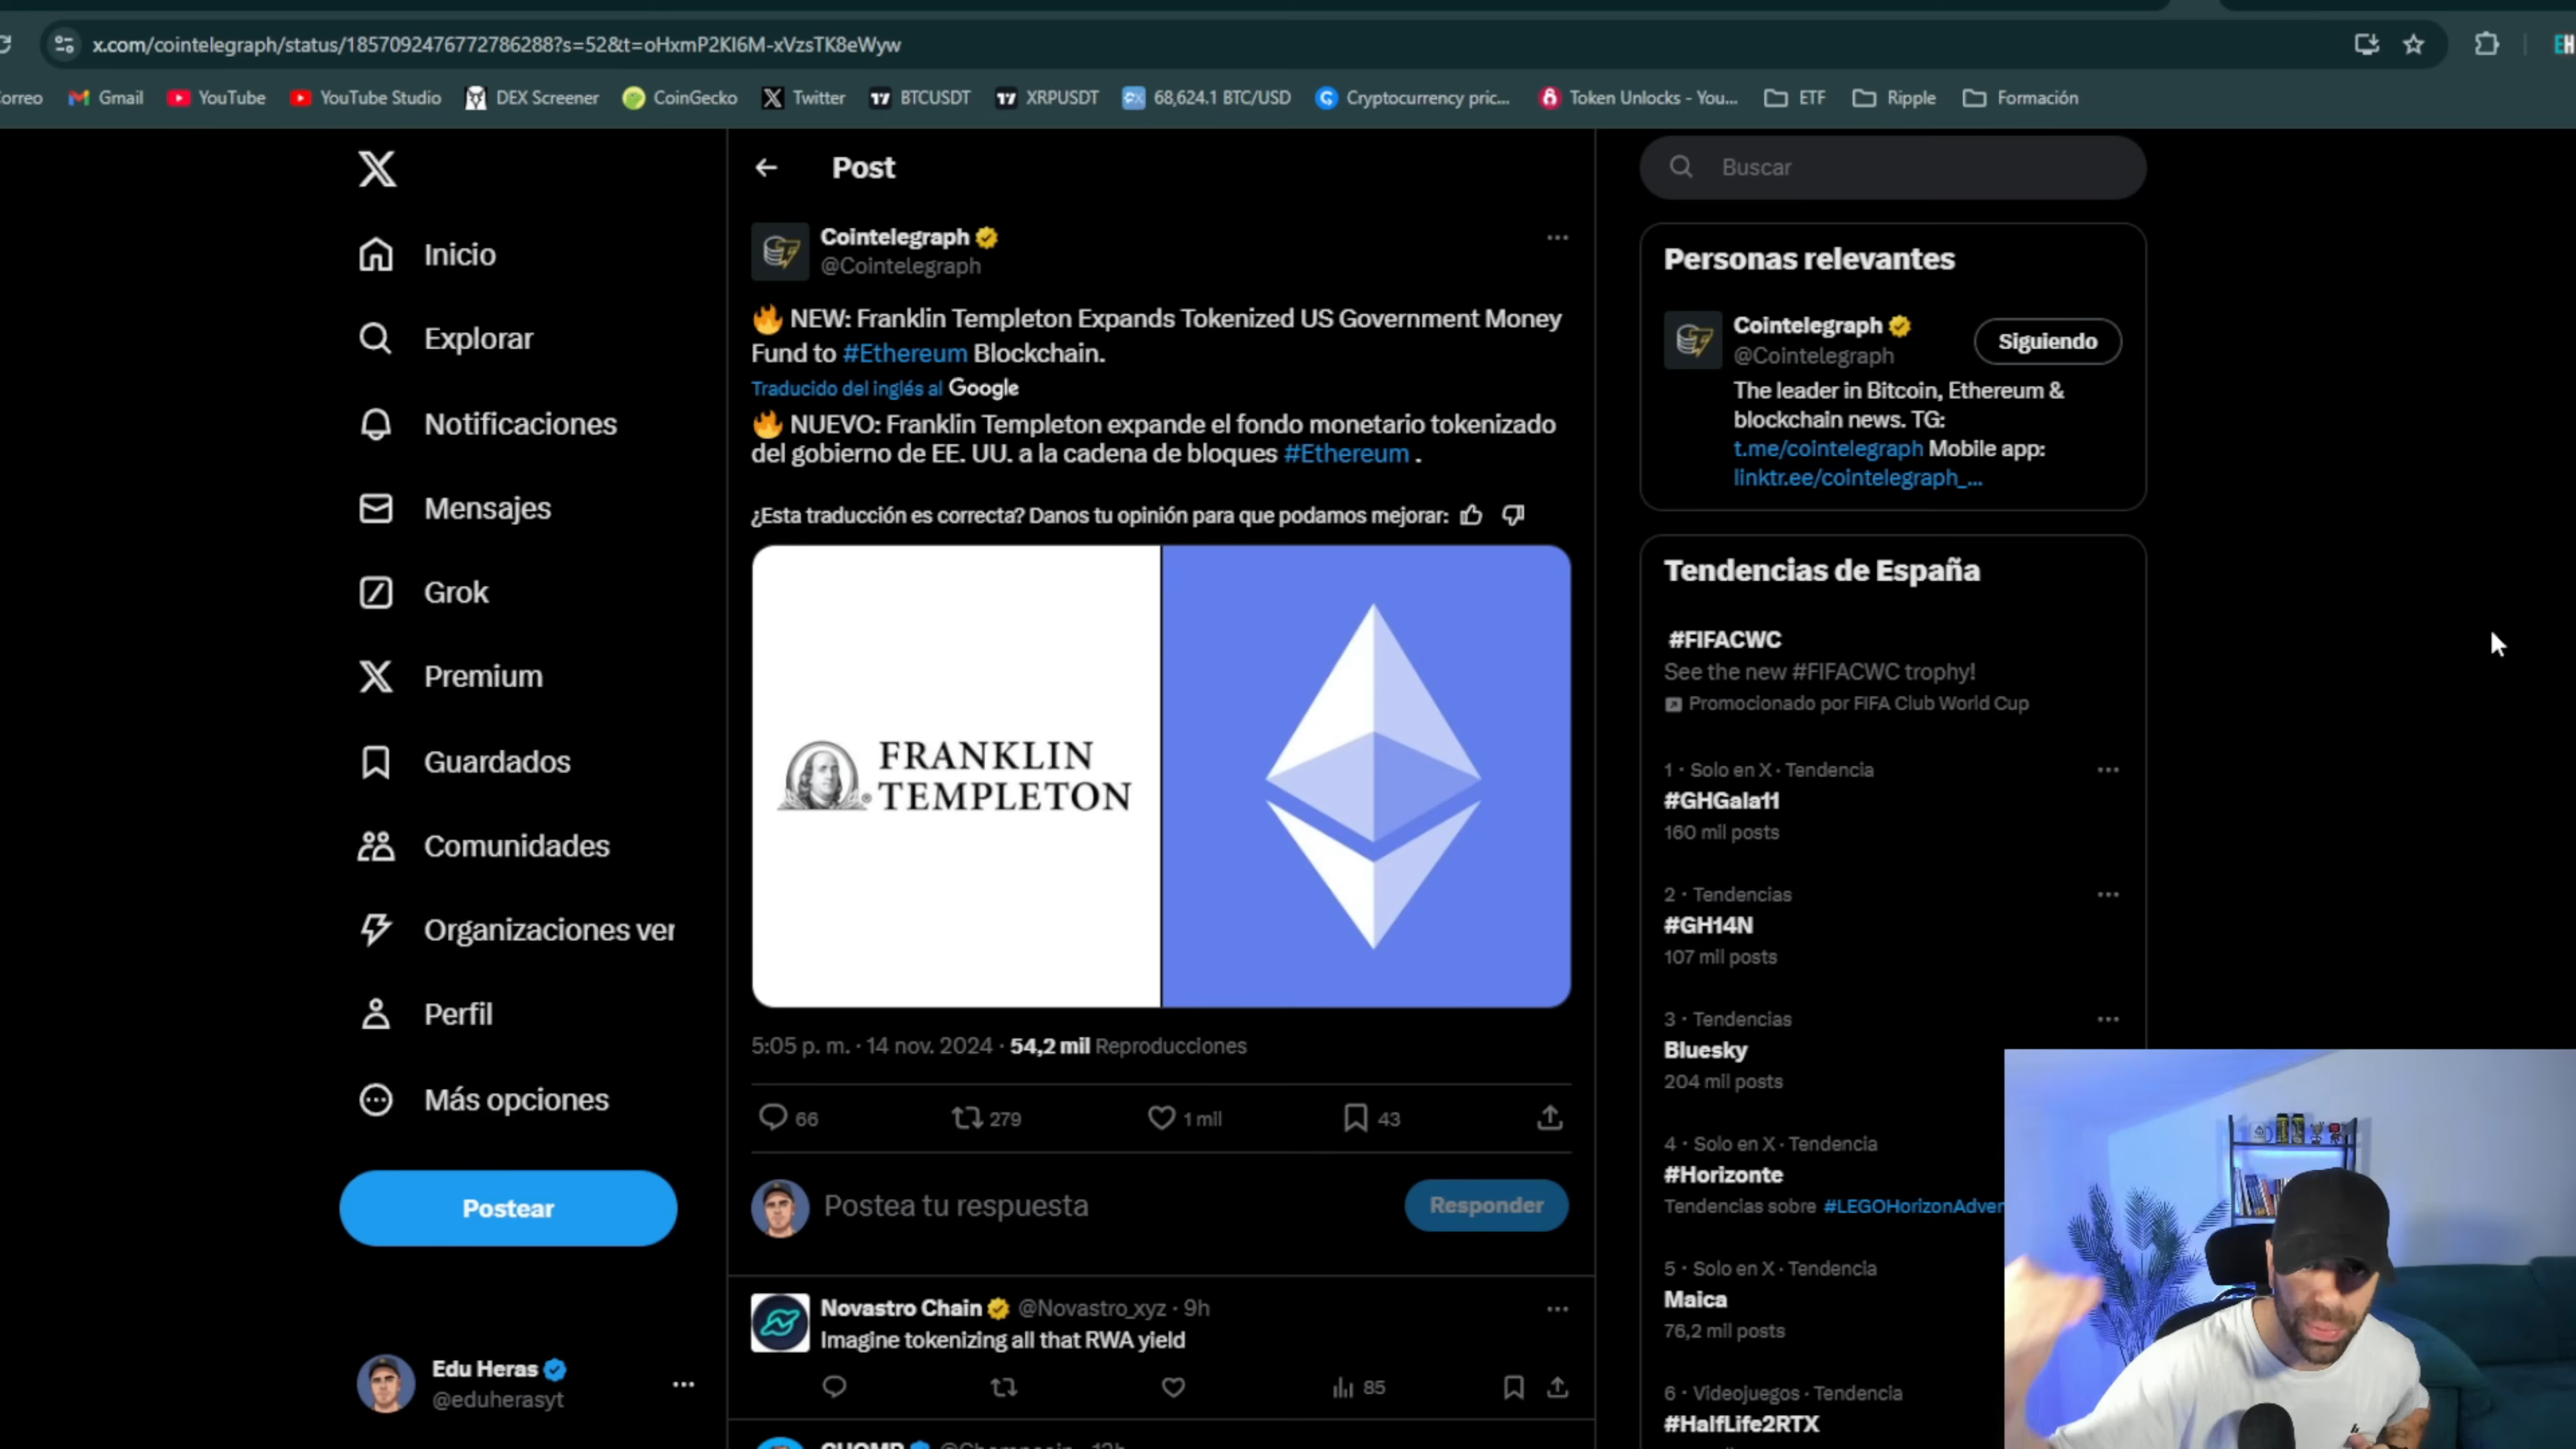 x.com/cointelegraph/status/1857092476772786288?s=52&t=oHxmP2KI6M-xVzsTK8eWyw
Gmail YouTube YouTube Studio DEX Screener CoinGecko Twitter BTCUSDT XRPUSDT 68,624.1 BTC/USD Cryptocurrency pric... Token Unlocks - You... ETF Ripple Formación
Inicio
Explorar
Notificaciones
Mensajes
Grok
Premium
Guardados
Comunidades
Organizaciones ver
Perfil
Más opciones
Postear
Edu Heras
@eduherasyt
Post
Cointelegraph
@Cointelegraph
🔥 NEW: Franklin Templeton Expands Tokenized US Government Money
Fund to #Ethereum Blockchain.
Traducido del inglés al Google
🔥 NUEVO: Franklin Templeton expande el fondo monetario tokenizado
del gobierno de EE. UU. a la cadena de bloques #Ethereum .
¿Esta traducción es correcta? Danos tu opinión para que podamos mejorar:
FRANKLIN
TEMPLETON
5:05 p. m. · 14 nov. 2024 · 54,2 mil Reproducciones
66 279 1 mil 43
Postea tu respuesta
Responder
Novastro Chain @Novastro_xyz · 9h
Imagine tokenizing all that RWA yield
85
Buscar
Personas relevantes
Cointelegraph
@Cointelegraph
Siguiendo
The leader in Bitcoin, Ethereum &
blockchain news. TG:
t.me/cointelegraph Mobile app:
linktr.ee/cointelegraph_...
Tendencias de España
#FIFACWC
See the new #FIFACWC trophy!
Promocionado por FIFA Club World Cup
1 · Solo en X · Tendencia
#GHGala11
160 mil posts
2 · Tendencias
#GH14N
107 mil posts
3 · Tendencias
Bluesky
204 mil posts
4 · Solo en X · Tendencia
#Horizonte
Tendencias sobre #LEGOHorizonAdver
5 · Solo en X · Tendencia
Maica
76,2 mil posts
6 · Videojuegos · Tendencia
#HalfLife2RTX